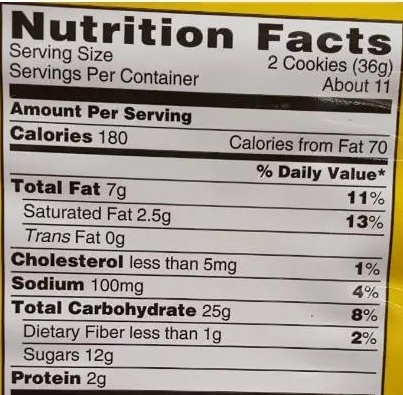 Nutrition Facts
Serving Size 2 Cookies (36g)
Servings Per Container About 11
Amount Per Serving
Calories 180 Calories from Fat 70
% Daily Value*
Total Fat 7g 11%
Saturated Fat 2.5g 13%
Trans Fat 0g
Cholesterol less than 5mg 1%
Sodium 100mg 4%
Total Carbohydrate 25g 8%
Dietary Fiber less than 1g 2%
Sugars 12g
Protein 2g